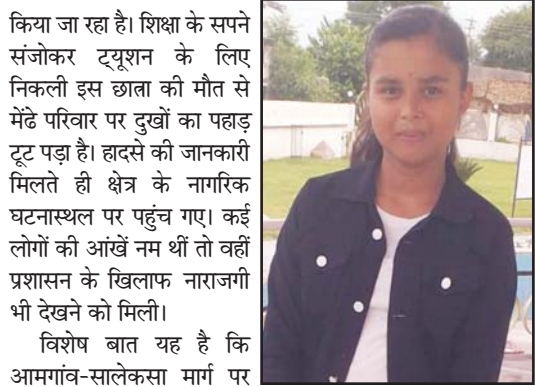 किया जा रहा है। शिक्षा के सपने
संजोकर ट्यूशन के लिए
निकली इस छात्रा की मौत से
मेंढे परिवार पर दुखों का पहाड़
टूट पड़ा है। हादसे की जानकारी
मिलते ही क्षेत्र के नागरिक
घटनास्थल पर पहुंच गए। कई
लोगों की आंखें नम थीं तो वहीं
प्रशासन के खिलाफ नाराजगी
भी देखने को मिली।
विशेष बात यह है कि
आमगांव-सालेकसा मार्ग पर